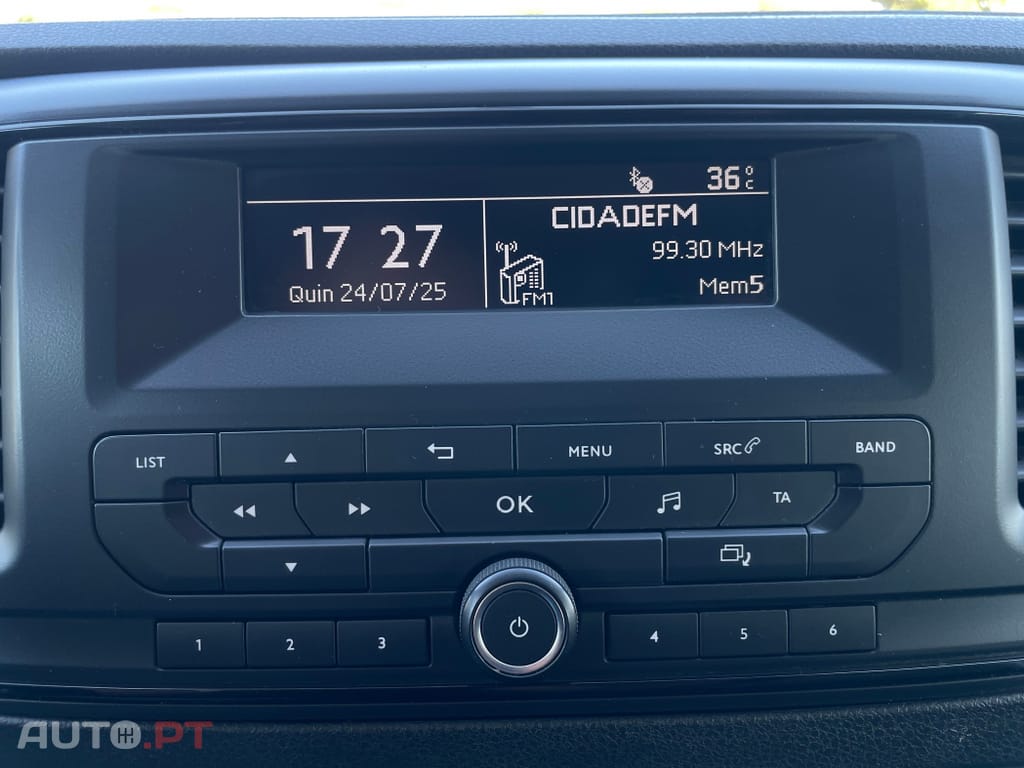 36°C
17 27
Quin 24/07/25
CIDADEFM
99.30 MHz
FM1
Mem5
LIST
MENU
SRC
BAND
OK
TA
1
2
3
4
5
6
AUTO.PT